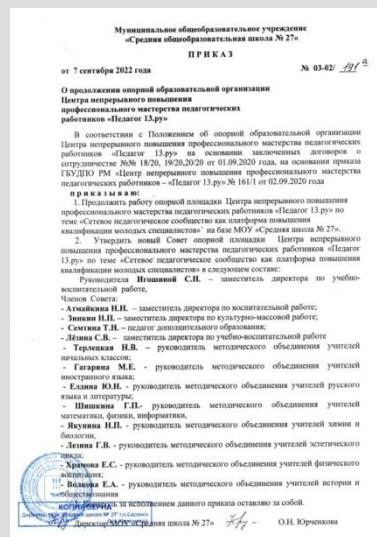 Муниципальное общеобразовательное учреждение
«Средняя общеобразовательная школа № 27»
П Р И К А З
от 7 сентября 2022 года № 03-02/ 191 а
О продолжении опорной образовательной организации
Центра непрерывного повышения
профессионального мастерства педагогических
работников «Педагог 13.ру»
В соответствии с Положением об опорной образовательной организации
Центра непрерывного повышения профессионального мастерства педагогических
работников «Педагог 13.ру» на основании заключенных договоров о
сотрудничестве №№ 18/20, 19/20,20/20 от 01.09.2020 года, на основании приказа
ГБУДПО РМ «Центр непрерывного повышения профессионального мастерства
педагогических работников – «Педагог 13.ру» № 161/1 от 02.09.2020 года
п р и к а з ы в а ю:
1. Продолжить работу опорной площадки Центра непрерывного повышения
профессионального мастерства педагогических работников «Педагог 13.ру» по
теме «Сетевое педагогическое сообщество как платформа повышения
квалификации молодых специалистов»` на базе МОУ «Средняя школа № 27».
2. Утвердить новый Совет опорной площадки Центра непрерывного
повышения профессионального мастерства педагогических работников «Педагог
13.ру» по теме «Сетевое педагогическое сообщество как платформа повышения
квалификации молодых специалистов» в следующем составе:
Руководителя Игошиной С.Н. – заместитель директора по учебно-
воспитательной работе,
Членов Совета:
- Атмайкина Н.Н. – заместитель директора по воспитательной работе;
- Зинкин Н.П. – заместитель директора по культурно-массовой работе;
- Семтина Т.Н. – педагог дополнительного образования;
- Лёзина С.В. – заместитель директора по учебно-воспитательной работе
- Терлецкая Н.В. – руководитель методического объединения учителей
начальных классов;
- Гагарина М.Е. - руководитель методического объединения учителей
иностранного языка;
- Елдина Ю.Н. - руководитель методического объединения учителей русского
языка и литературы;
- Шишкина Г.П.- руководитель методического объединения учителей
математики, физики, информатики,
- Якунина Н.П. - руководитель методического объединения учителей химии и
биологии,
- Лезина Г.В. - руководитель методического объединения учителей эстетического
цикла;
- Храмова Е.С. - руководитель методического объединения учителей физического
воспитания;
- Волкова Е.А. - руководитель методического объединения учителей истории и
обществознания
за исполнением данного приказа оставляю за собой.
КОПИЯ ВЕРНА
Директор МОУ «Средняя школа № 27» О.Н. Юрченкова